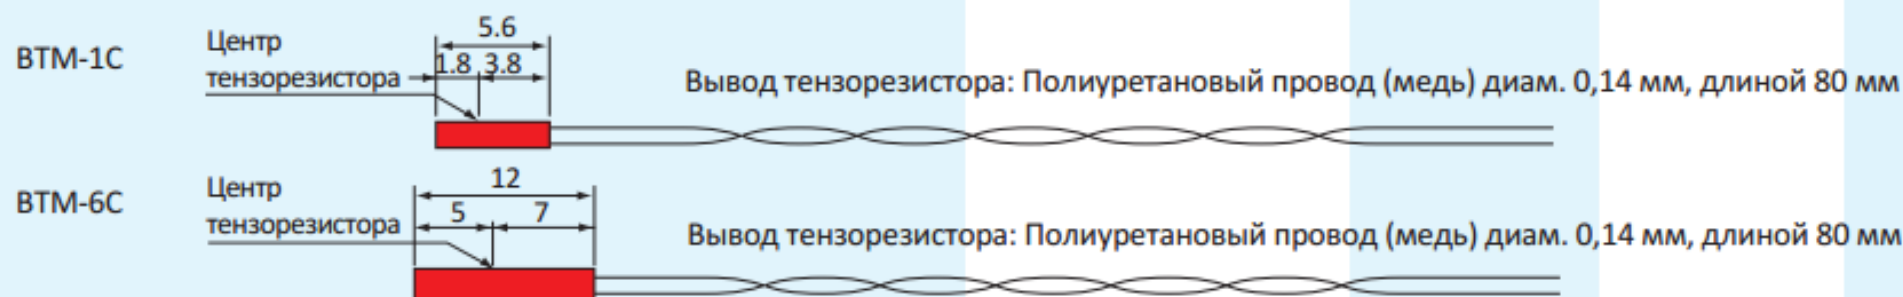 BTM-1C
Центр
тензорезистора
5.6
1.8 3.8
Вывод тензорезистора: Полиуретановый провод (медь) диам. 0,14 мм, длиной 80 мм
BTM-6C
Центр
тензорезистора
12
5 7
Вывод тензорезистора: Полиуретановый провод (медь) диам. 0,14 мм, длиной 80 мм